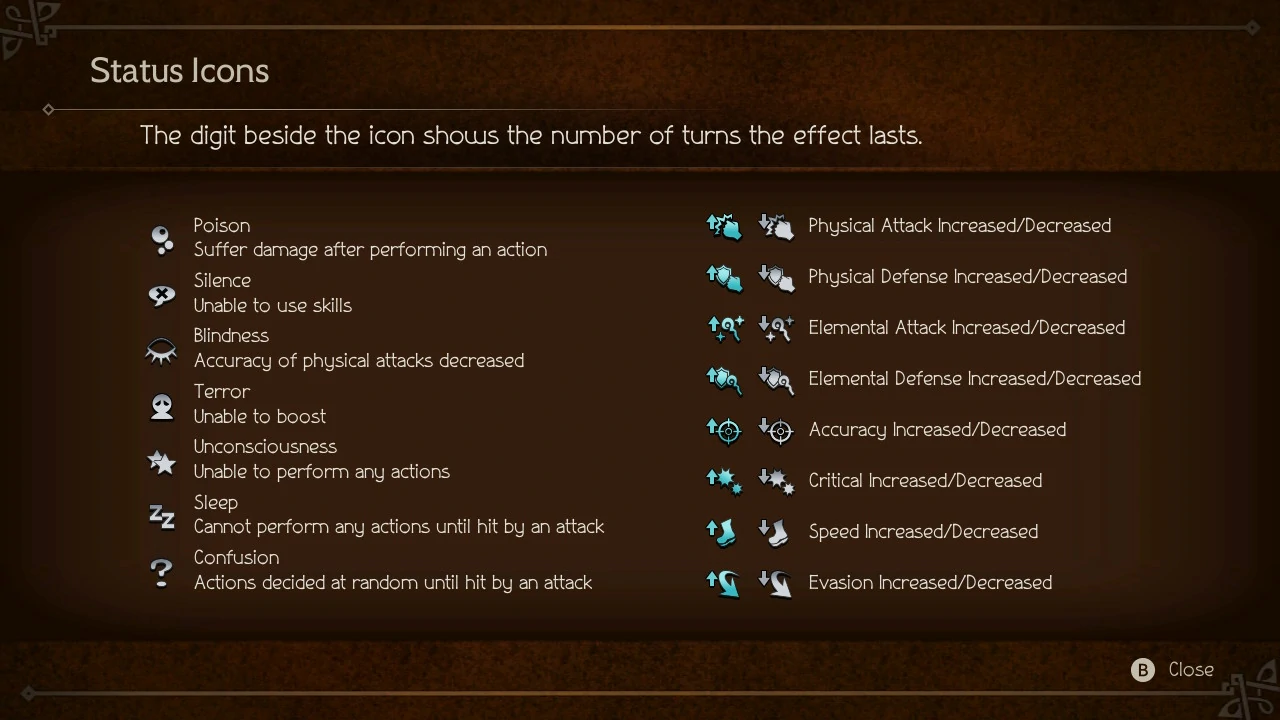 Status Icons
The digit beside the icon shows the number of turns the effect lasts.
Poison
Suffer damage after performing an action
Silence
Unable to use skills
Blindness
Accuracy of physical attacks decreased
Terror
Unable to boost
Unconsciousness
Unable to perform any actions
Sleep
Cannot perform any actions until hit by an attack
Confusion
Actions decided at random until hit by an attack
Physical Attack Increased/Decreased
Physical Defense Increased/Decreased
Elemental Attack Increased/Decreased
Elemental Defense Increased/Decreased
Accuracy Increased/Decreased
Critical Increased/Decreased
Speed Increased/Decreased
Evasion Increased/Decreased
B Close